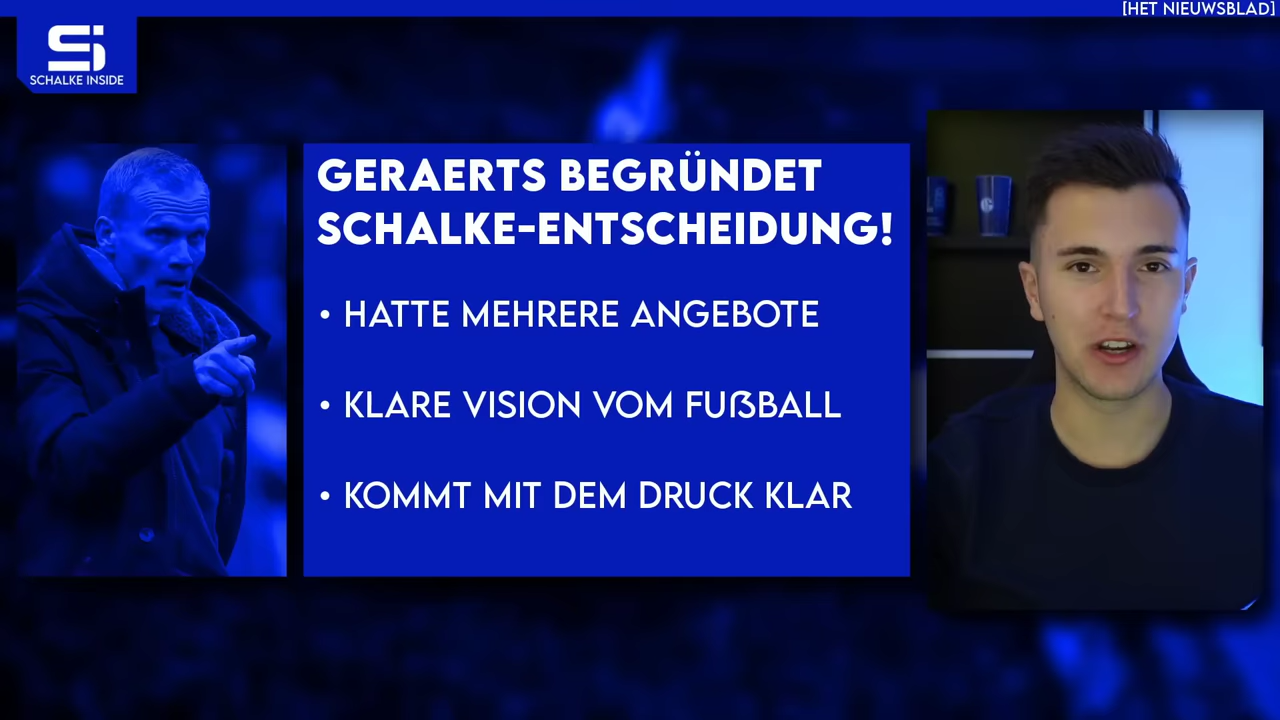 [HET NIEUWSBLAD]
SCHALKE INSIDE
GERAERTS BEGRÜNDET
SCHALKE-ENTSCHEIDUNG!
• HATTE MEHRERE ANGEBOTE
• KLARE VISION VOM FUßBALL
• KOMMT MIT DEM DRUCK KLAR